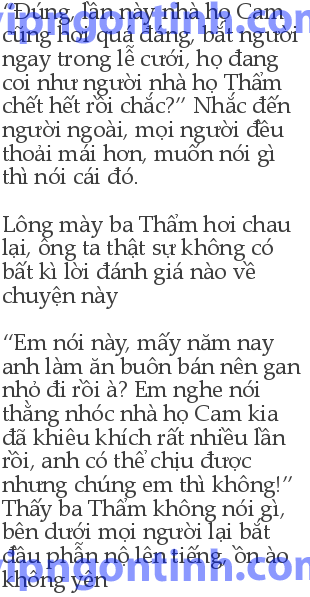 “Đúng, lần này nhà họ Cam
cũng hơi quá đáng, bắt người
ngay trong lễ cưới, họ đang
coi như người nhà họ Thẩm
chết hết rồi chắc?” Nhắc đến
người ngoài, mọi người đều
thoải mái hơn, muốn nói gì
thì nói cái đó.
Lông mày ba Thẩm hơi chau
lại, ông ta thật sự không có
bất kì lời đánh giá nào về
chuyện này
“Em nói này, mấy năm nay
anh làm ăn buôn bán nên gan
nhỏ đi rồi à? Em nghe nói
thằng nhóc nhà họ Cam kia
đã khiêu khích rất nhiều lần
rồi, anh có thể chịu được
nhưng chúng em thì không!”
Thấy ba Thẩm không nói gì,
bên dưới mọi người lại bắt
đầu phẫn nộ lên tiếng, ồn ào
không yên
vipngontinh.com
vipngontinh.com